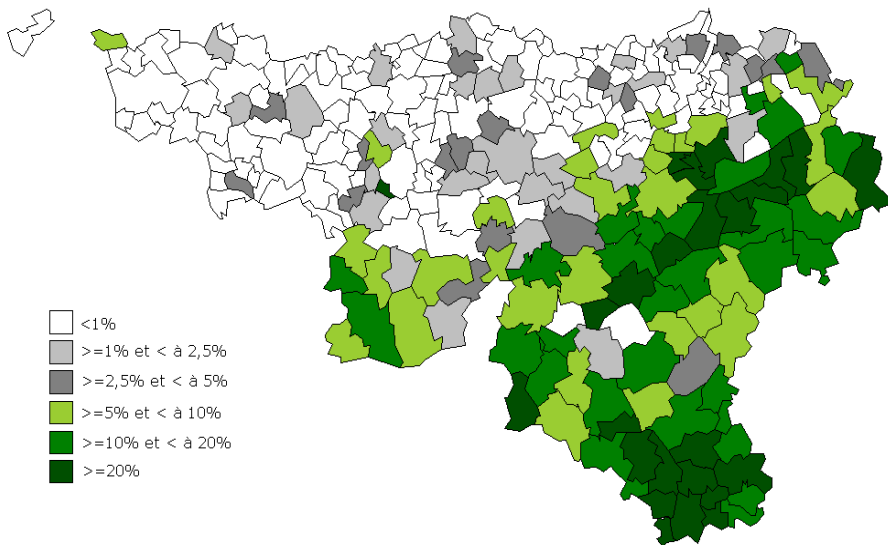 <1%
>=1% et < à 2,5%
>=2,5% et < à 5%
>=5% et < à 10%
>=10% et < à 20%
>=20%